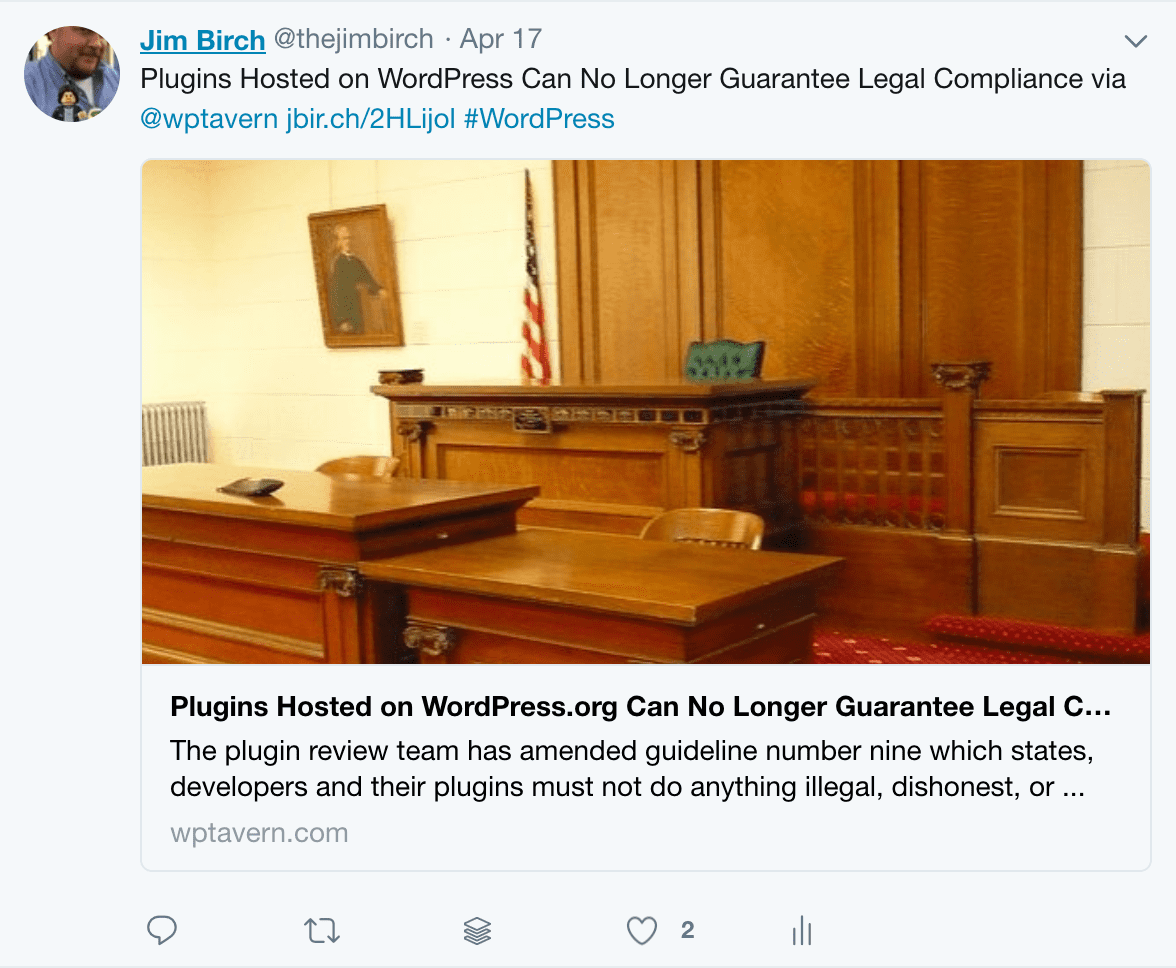 Jim Birch @thejimbirch · Apr 17
Plugins Hosted on WordPress Can No Longer Guarantee Legal Compliance via
@wptavern jbir.ch/2HLijol #WordPress
Plugins Hosted on WordPress.org Can No Longer Guarantee Legal C...
The plugin review team has amended guideline number nine which states,
developers and their plugins must not do anything illegal, dishonest, or ...
wptavern.com
2